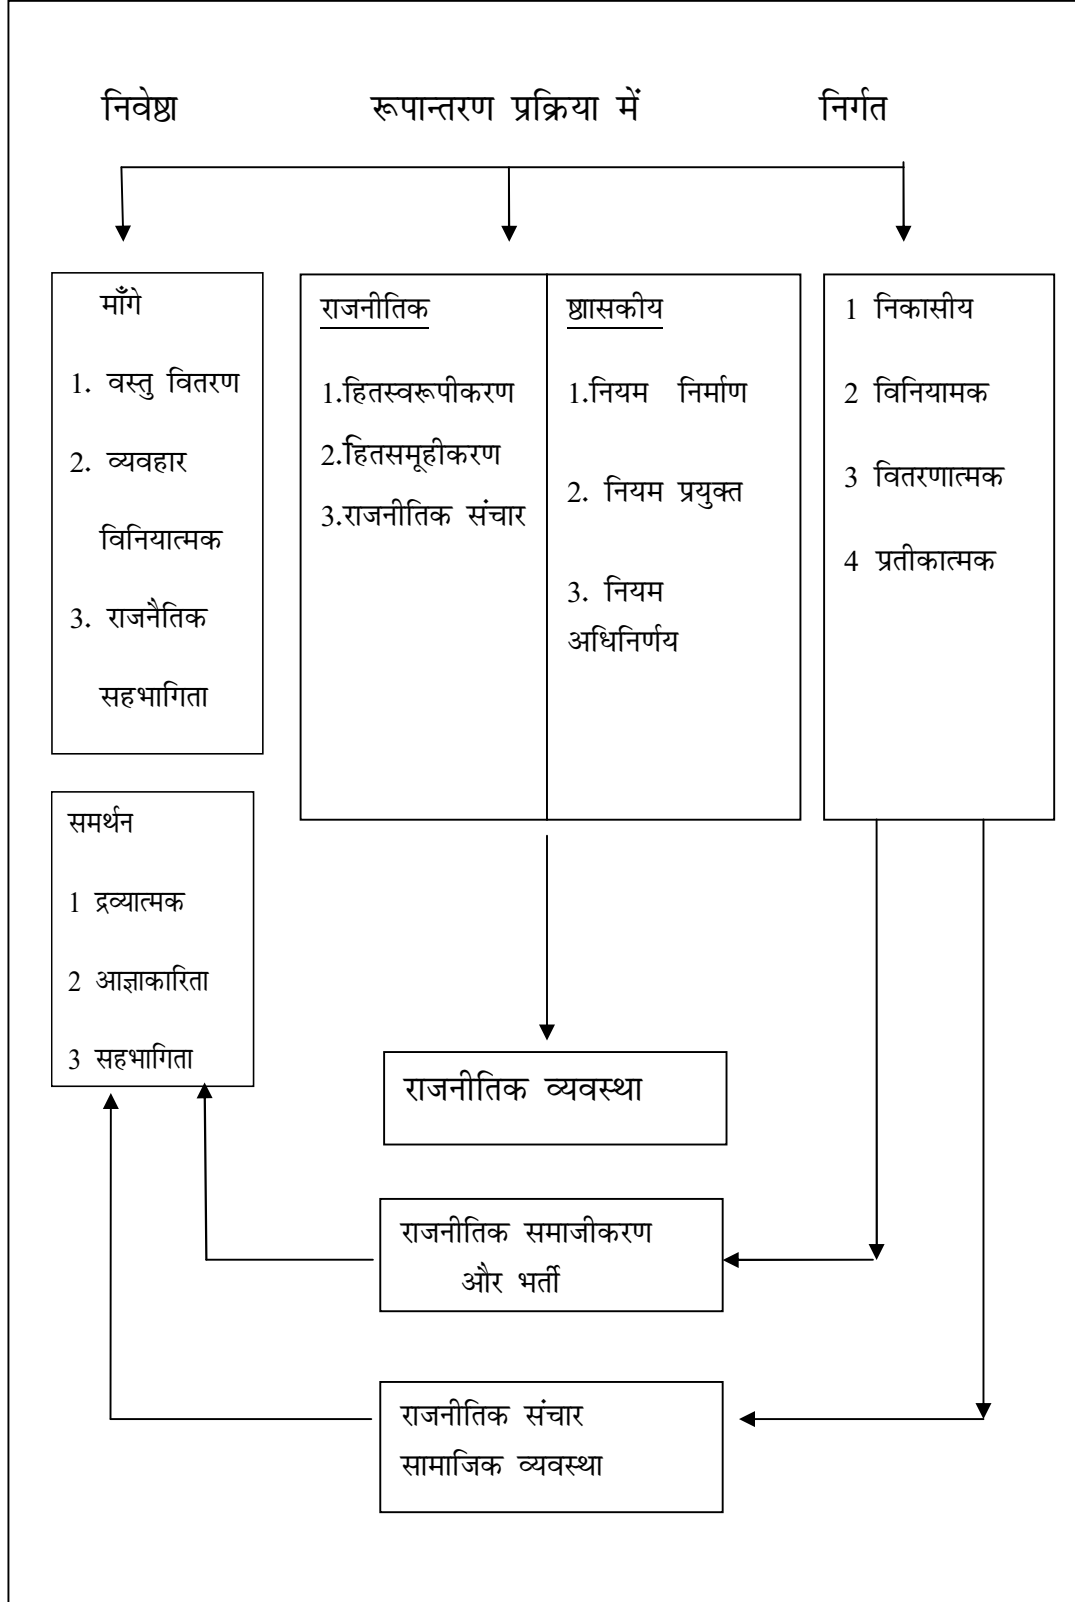 निवेष्ठा रूपान्तरण प्रक्रिया में निर्गत
माँगे
1. वस्तु वितरण
2. व्यवहार
विनियात्मक
3. राजनैतिक
सहभागिता
राजनीतिक
1.हितस्वरूपीकरण
2.हितसमूहीकरण
3.राजनीतिक संचार
ष्ठाासकीय
1.नियम निर्माण
2. नियम प्रयुक्त
3. नियम
अधिनिर्णय
1 निकासीय
2 विनियामक
3 वितरणात्मक
4 प्रतीकात्मक
समर्थन
1 द्रव्यात्मक
2 आज्ञाकारिता
3 सहभागिता
राजनीतिक व्यवस्था
राजनीतिक समाजीकरण
और भर्ती
राजनीतिक संचार
सामाजिक व्यवस्था